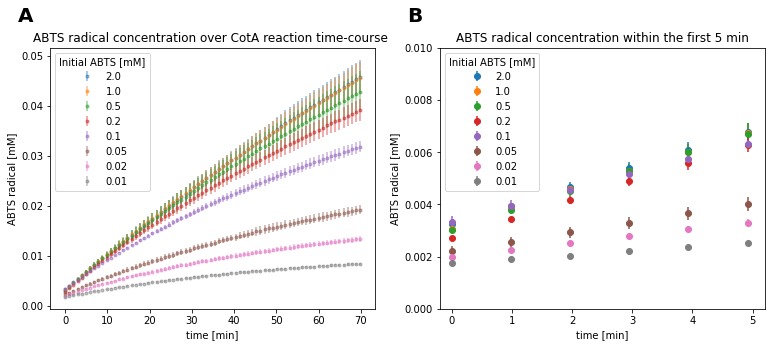 A
ABTS radical concentration over CotA reaction time-course
ABTS radical [mM]
0.05
0.04
0.03
0.02
0.01
0.00
Initial ABTS [mM]
2.0
1.0
0.5
0.2
0.1
0.05
0.02
0.01
0 10 20 30 40 50 60 70
time [min]
B
ABTS radical concentration within the first 5 min
ABTS radical [mM]
0.010
0.008
0.006
0.004
0.002
0.000
Initial ABTS [mM]
2.0
1.0
0.5
0.2
0.1
0.05
0.02
0.01
0 1 2 3 4 5
time [min]